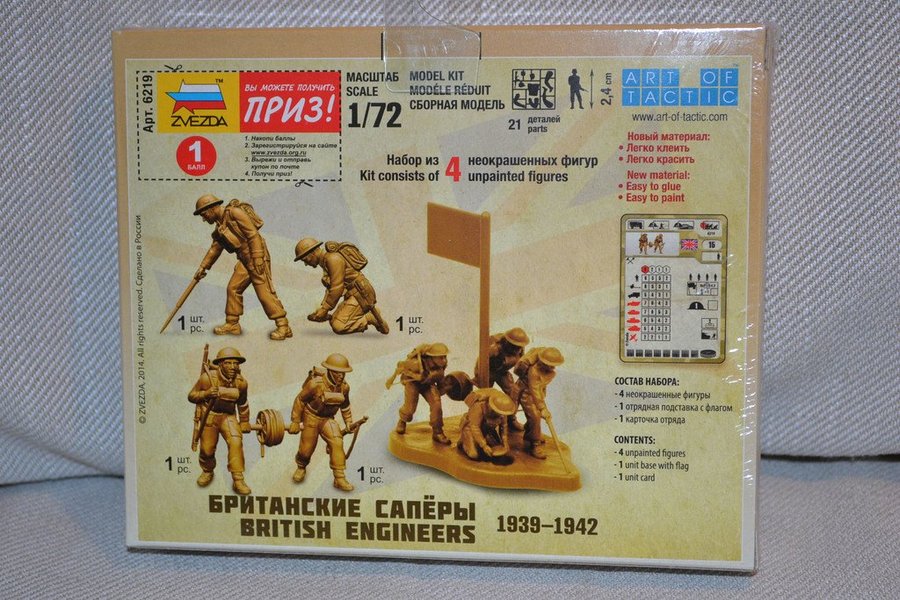 Арт. 6219
ZVEZDA™
ВЫ МОЖЕТЕ ПОЛУЧИТЬ
ПРИЗ!
1
БАЛЛ
1. Накопи баллы
2. Зарегистрируйся на сайте
www.zvezda.org.ru
3. Вырежи и отправь
купон по почте
4. Получи приз!
МАСШТАБ
SCALE
1/72
MODEL KIT
MODÉLE RÉDUIT
СБОРНАЯ МОДЕЛЬ
21 деталей
parts
2,4 cm
ART OF
TACTIC
www.art-of-tactic.com
Набор из 4 неокрашенных фигур
Kit consists of 4 unpainted figures
Новый материал:
• Легко клеить
• Легко красить
New material:
• Easy to glue
• Easy to paint
15
© ZVEZDA, 2014. All rights reserved. Сделано в России
1 шт.
pc.
1 шт.
pc.
1 шт.
pc.
1 шт.
pc.
СОСТАВ НАБОРА:
- 4 неокрашенные фигуры
- 1 отрядная подставка с флагом
- 1 карточка отряда
CONTENTS:
- 4 unpainted figures
- 1 unit base with flag
- 1 unit card
БРИТАНСКИЕ САПЁРЫ
BRITISH ENGINEERS
1939–1942